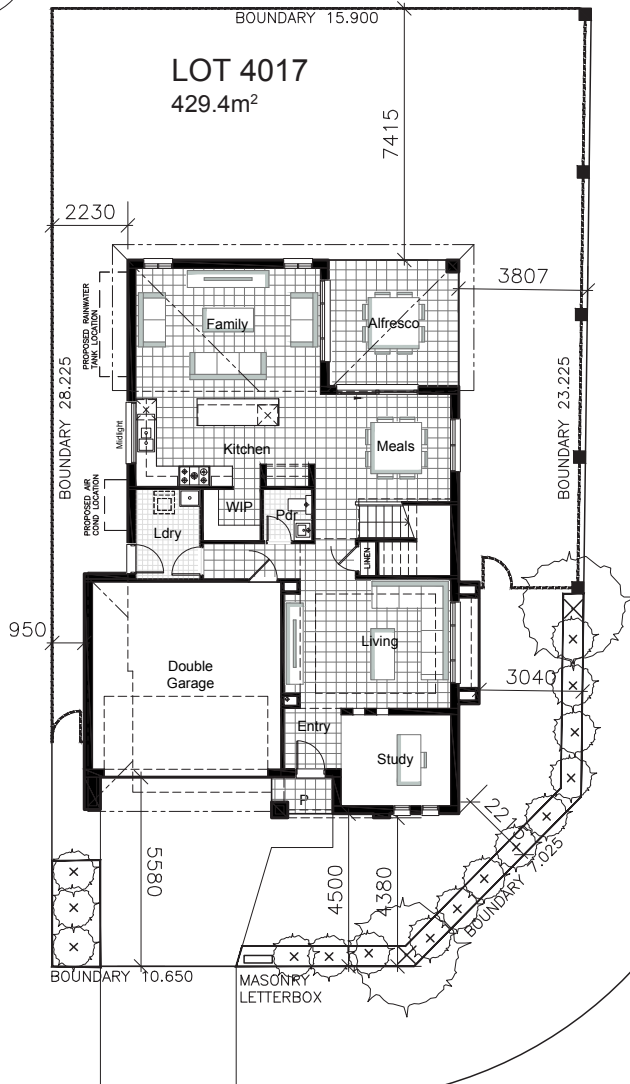 BOUNDARY 15.900
LOT 4017
429.4m²
7415
2230
3807
PROPOSED RAINWATER
TANK LOCATION
Family
Alfresco
BOUNDARY 28.225
BOUNDARY 23.225
Midlight
Kitchen
Meals
PROPOSED AIR
COND LOCATION
WIP
Pdr
Ldry
LINEN
950
Living
Double
Garage
3040
Entry
Study
P
2215
5580
4500
4380
BOUNDARY 7.025
BOUNDARY 10.650
MASONRY
LETTERBOX